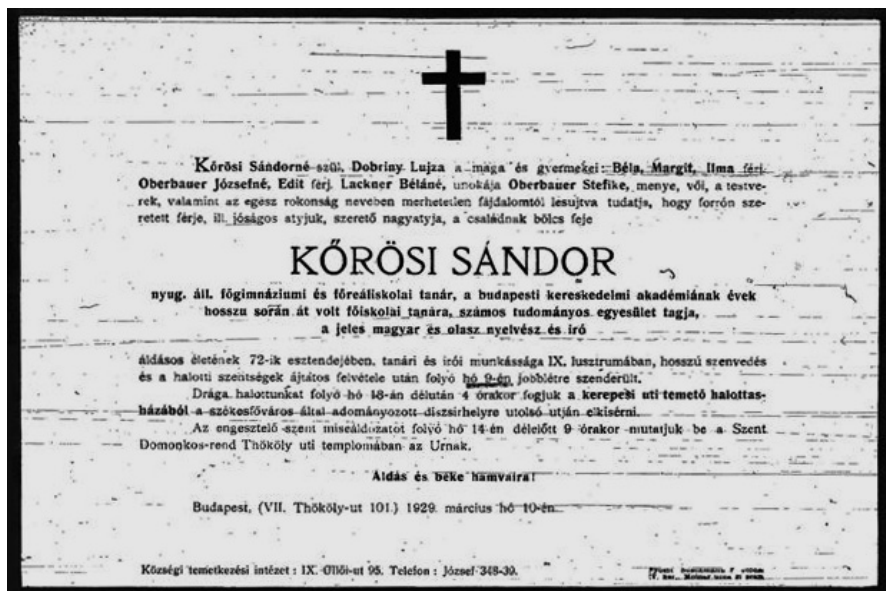 Kőrösi Sándorné szül. Dobriny Lujza a maga és gyermekei: Béla, Margit, Ilma férj.
Oberbauer Józsefné, Edit férj. Lackner Béláné, unokája Oberbauer Stefike, menye, vői, a testve-
rek, valamint az egész rokonság nevében mérhetetlen fájdalomtól lesujtva tudatja, hogy forrón sze-
retett férje, ill. jóságos atyjuk, szerető nagyatyja, a családnak bölcs feje
KŐRÖSI SÁNDOR
nyug. áll. főgimnáziumi és főreáliskolai tanár, a budapesti kereskedelmi akadémiának évek
hosszu során át volt főiskolai tanára, számos tudományos egyesület tagja,
a jeles magyar és olasz nyelvész és író
áldásos életének 72-ik esztendejében, tanári és írói munkássága IX. lusztrumában, hosszú szenvedés
és a halotti szentségek ájtatos felvétele után folyó hó 9-én jobblétre szenderült.
Drága halottunkat folyó hó 13-án délután 4 órakor fogjuk a kerepesi uti temető halottas-
házából a székesfőváros által adományozott diszsirhelyre utolsó utján elkisérni.
Az engesztelő szent miseáldozatot folyó hó 14-én délelőtt 9 órakor mutatjuk be a Szent
Domonkos-rend Thököly uti templomában az Urnak.
Áldás és béke hamvaira!
Budapest, (VII. Thököly-ut 101.) 1929. március hó 10-én.
Községi temetkezési intézet : IX. Üllői-ut 95. Telefon : József 348-39.